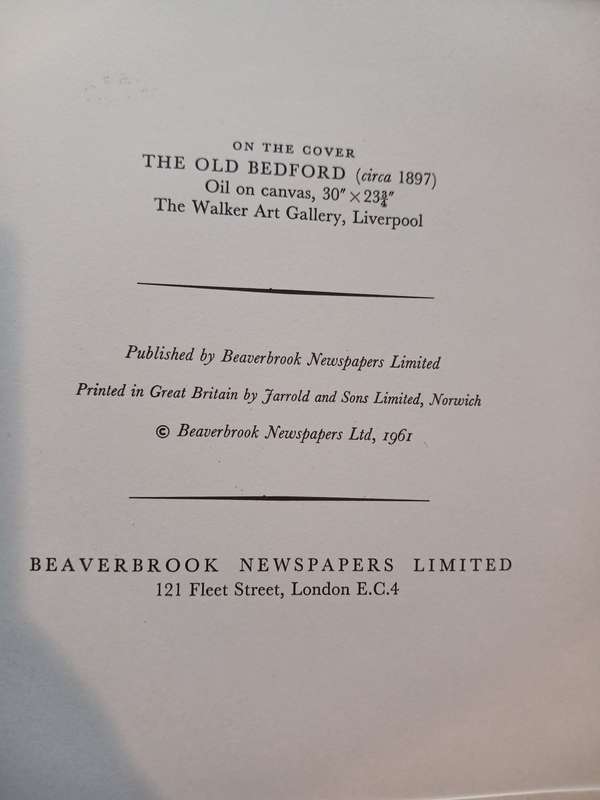 ON THE COVER
THE OLD BEDFORD (circa 1897)
Oil on canvas, 30″ × 23¾″
The Walker Art Gallery, Liverpool
Published by Beaverbrook Newspapers Limited
Printed in Great Britain by Jarrold and Sons Limited, Norwich
© Beaverbrook Newspapers Ltd, 1961
BEAVERBROOK NEWSPAPERS LIMITED
121 Fleet Street, London E.C.4